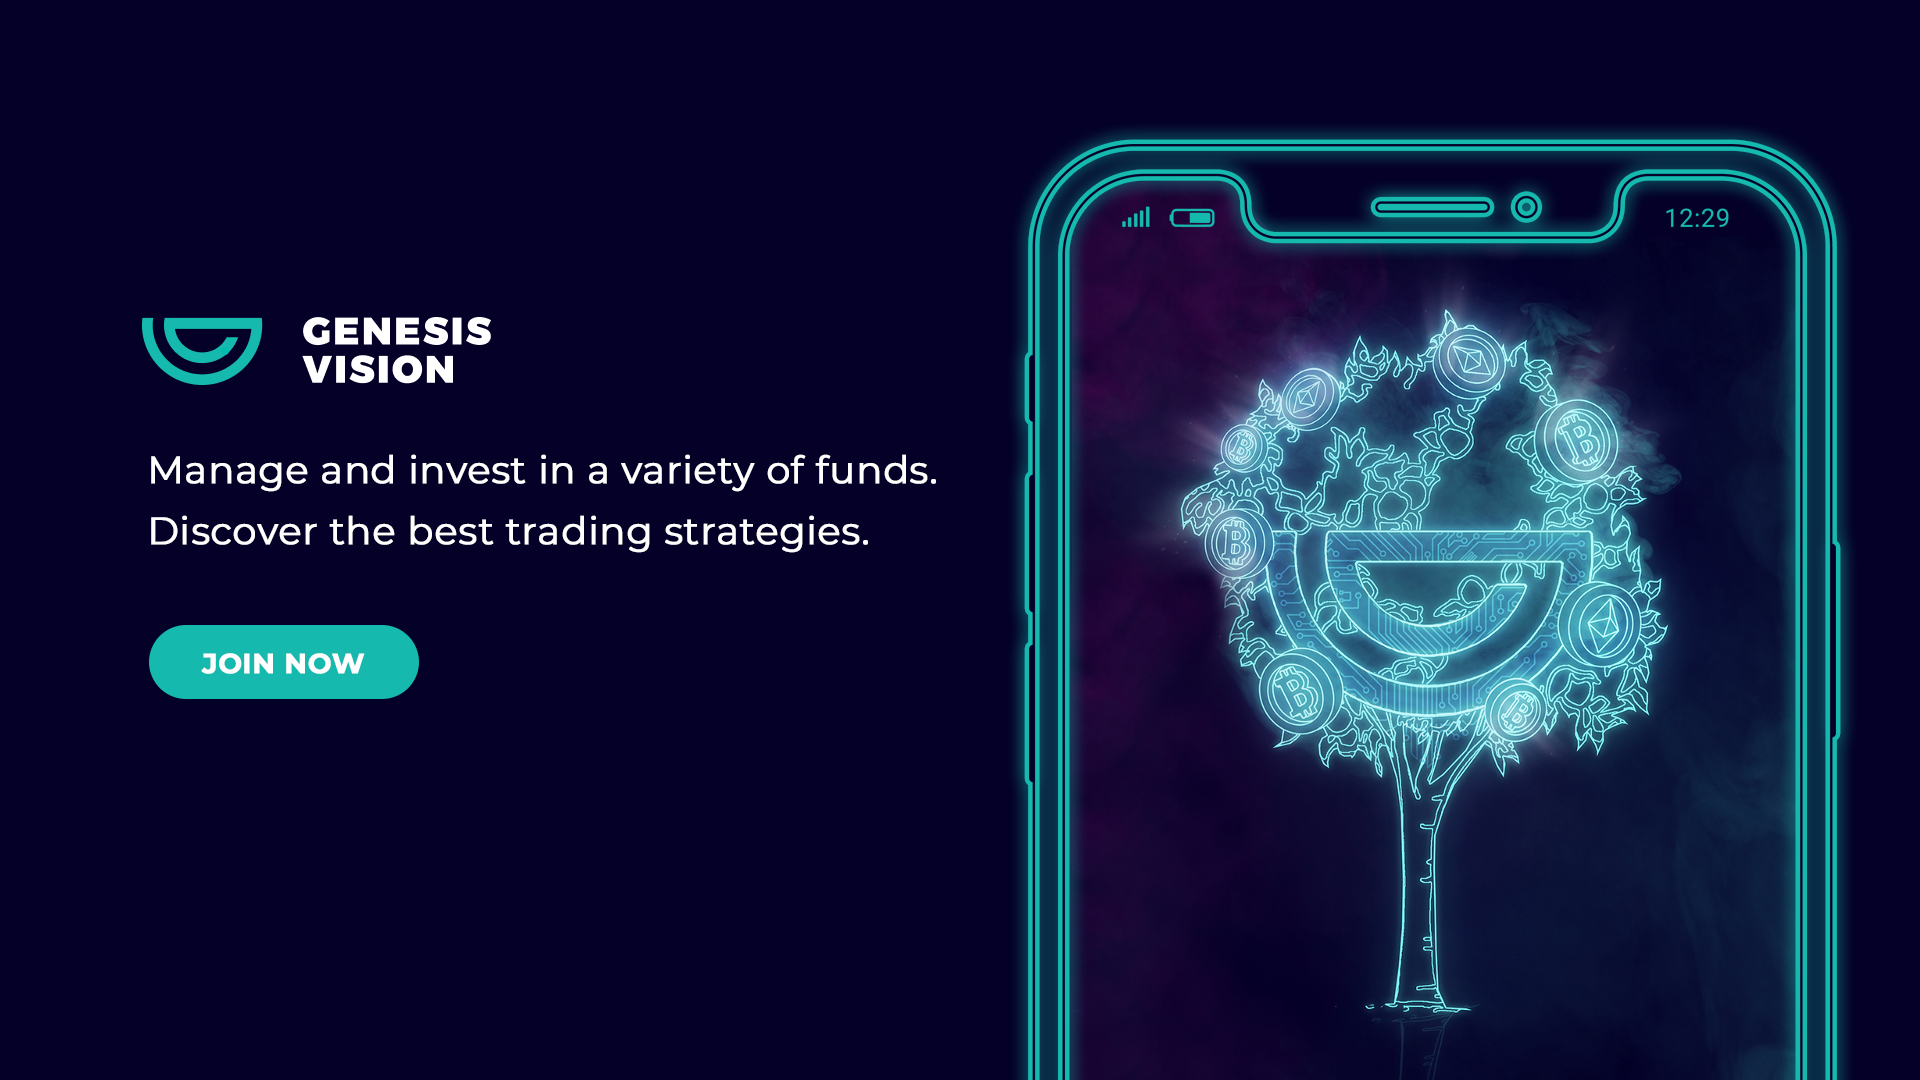 GENESIS
VISION
Manage and invest in a variety of funds.
Discover the best trading strategies.
JOIN NOW
12:29